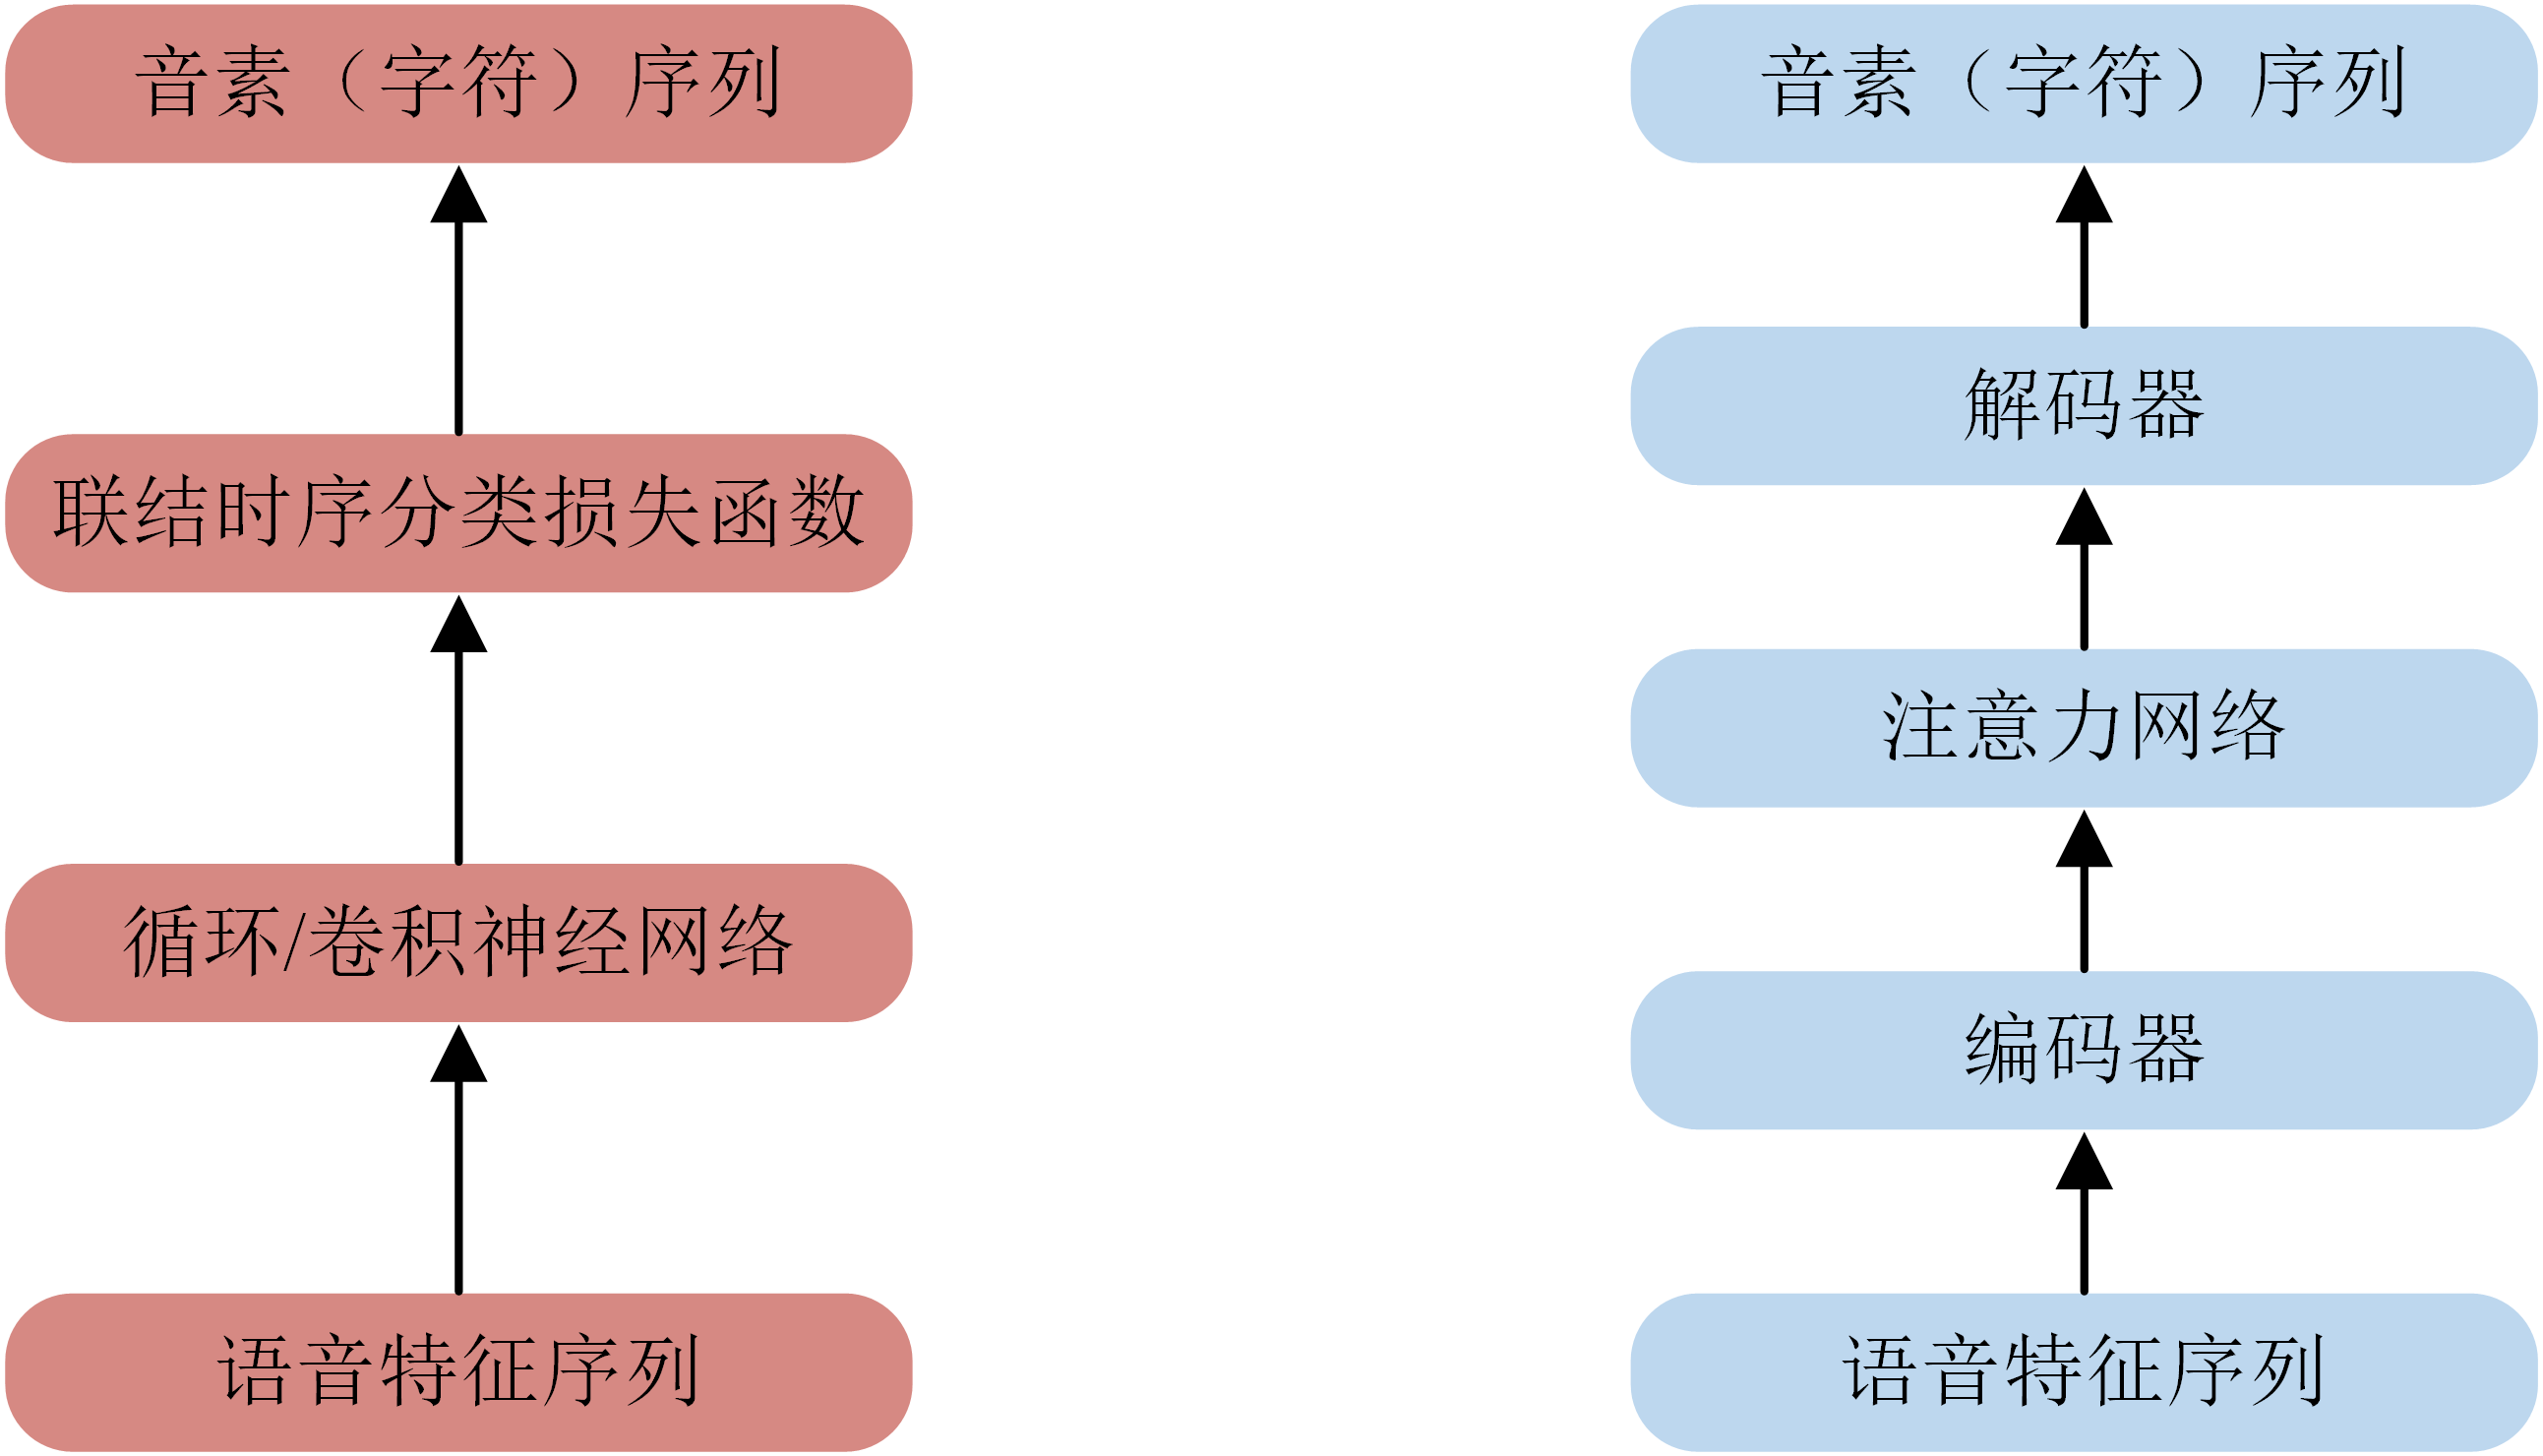 音素（字符）序列
联结时序分类损失函数
循环/卷积神经网络
语音特征序列
音素（字符）序列
解码器
注意力网络
编码器
语音特征序列